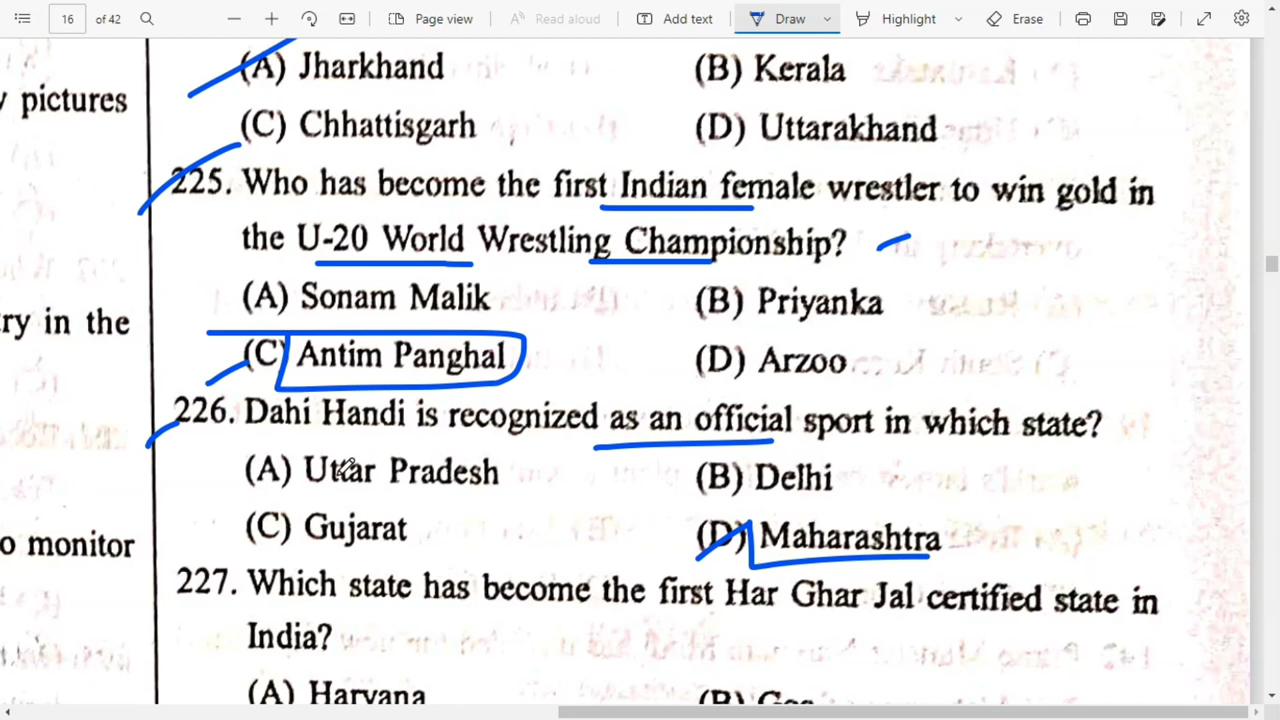 16 of 42 Page view Read aloud Add text Draw Highlight Erase
(A) Jharkhand (B) Kerala
pictures
(C) Chhattisgarh (D) Uttarakhand
225. Who has become the first Indian female wrestler to win gold in
the U-20 World Wrestling Championship?
(A) Sonam Malik (B) Priyanka
ry in the
(C) Antim Panghal (D) Arzoo
226. Dahi Handi is recognized as an official sport in which state?
(A) Uttar Pradesh (B) Delhi
(C) Gujarat (D) Maharashtra
o monitor
227. Which state has become the first Har Ghar Jal certified state in
India?
(A) Haryana (B) Goa